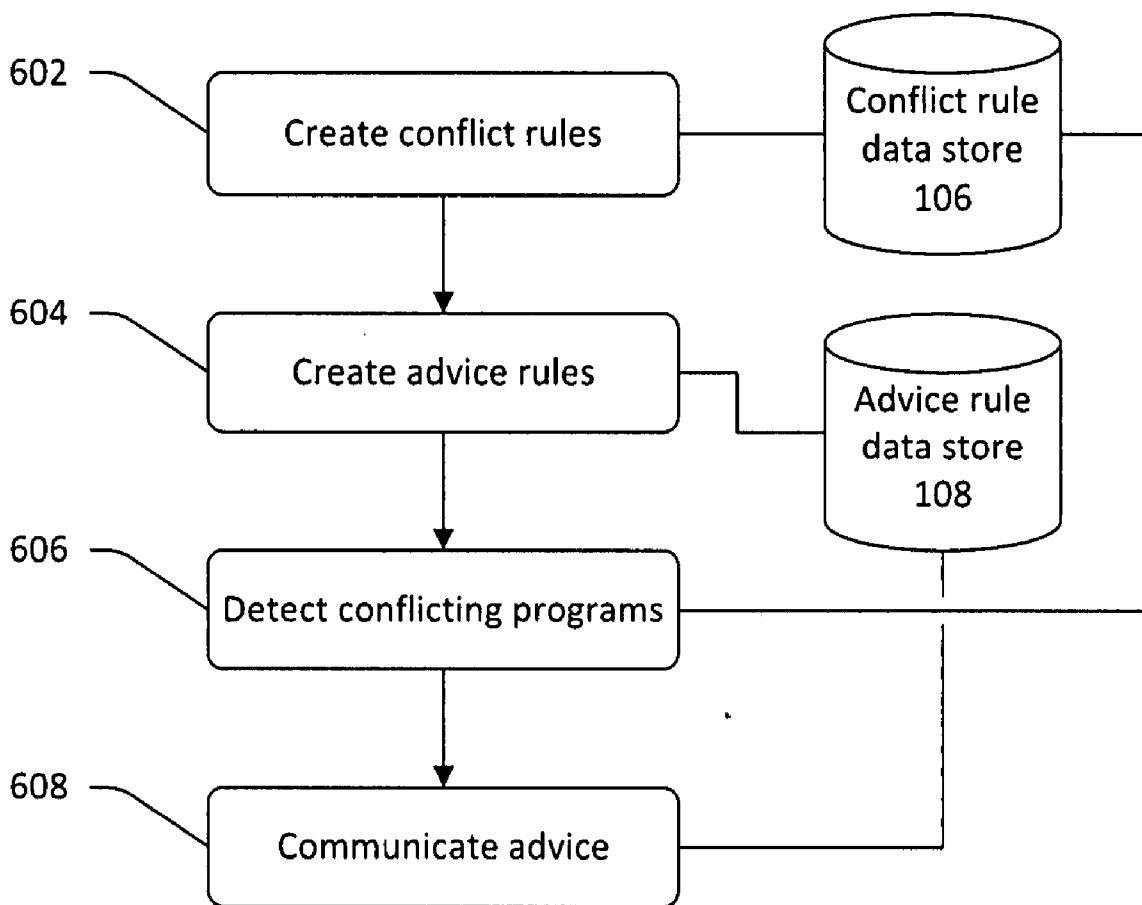 602
Create conflict rules
Conflict rule
data store
106
604
Create advice rules
Advice rule
data store
108
606
Detect conflicting programs
608
Communicate advice